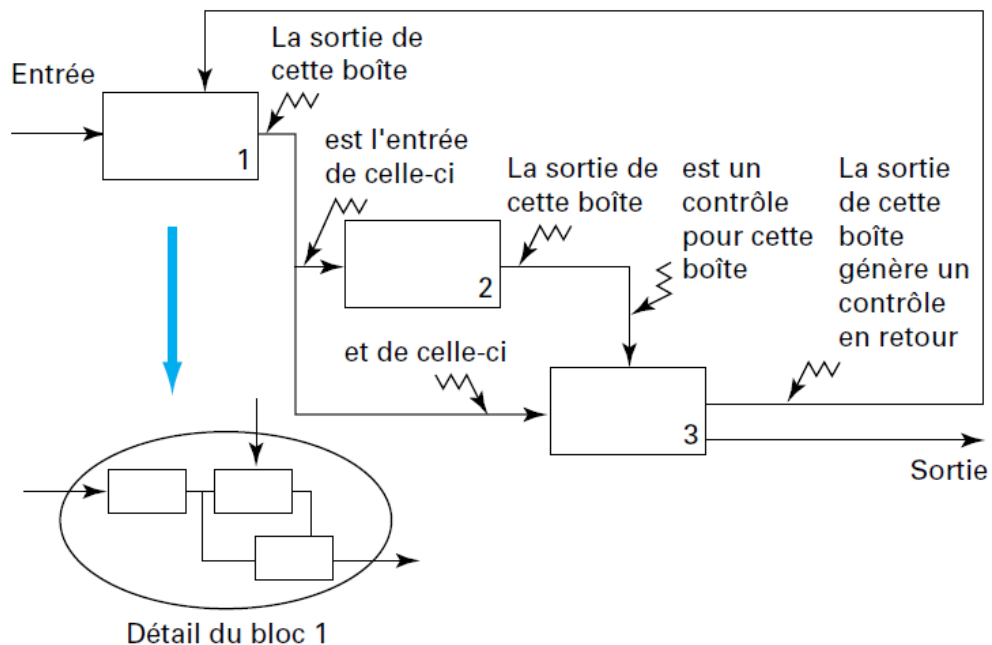 Entrée
La sortie de
cette boîte
1
est l'entrée
de celle-ci
2
La sortie de
cette boîte
est un
contrôle
pour cette
boîte
La sortie
de cette
boîte
génère un
contrôle
en retour
et de celle-ci
3
Sortie
Détail du bloc 1